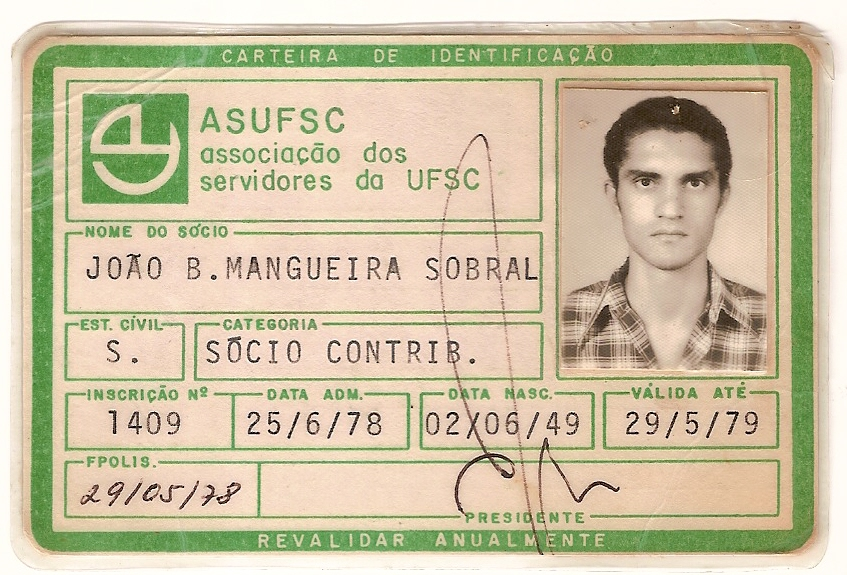 CARTEIRA DE IDENTIFICAÇÃO
ASUFSC
associação dos
servidores da UFSC
NOME DO SÓCIO
JOÃO B.MANGUEIRA SOBRAL
EST. CÍVIL
S.
CATEGORIA
SÓCIO CONTRIB.
INSCRIÇÃO Nº
1409
DATA ADM.
25/6/78
DATA NASC.
02/06/49
VÁLIDA ATÉ
29/5/79
FPOLIS.
29/05/78
PRESIDENTE
REVALIDAR ANUALMENTE